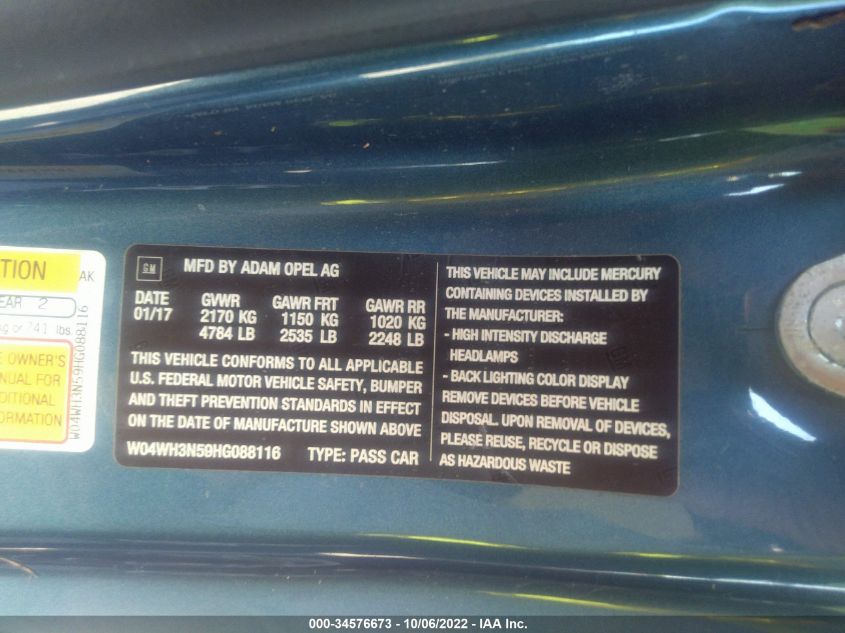 TION
AK
EAR 2
kg or 741 lbs.
E OWNER'S
NUAL FOR
DITIONAL
ORMATION
W04WH3N59HG088116
GM MFD BY ADAM OPEL AG
DATE GVWR GAWR FRT GAWR RR
01/17 2170 KG 1150 KG 1020 KG
4784 LB 2535 LB 2248 LB
THIS VEHICLE CONFORMS TO ALL APPLICABLE
U.S. FEDERAL MOTOR VEHICLE SAFETY, BUMPER
AND THEFT PREVENTION STANDARDS IN EFFECT
ON THE DATE OF MANUFACTURE SHOWN ABOVE
W04WH3N59HG088116 TYPE: PASS CAR
THIS VEHICLE MAY INCLUDE MERCURY
CONTAINING DEVICES INSTALLED BY
THE MANUFACTURER:
- HIGH INTENSITY DISCHARGE
HEADLAMPS
- BACK LIGHTING COLOR DISPLAY
REMOVE DEVICES BEFORE VEHICLE
DISPOSAL. UPON REMOVAL OF DEVICES,
PLEASE REUSE, RECYCLE OR DISPOSE
AS HAZARDOUS WASTE
000-34576673 - 10/06/2022 - IAA Inc.